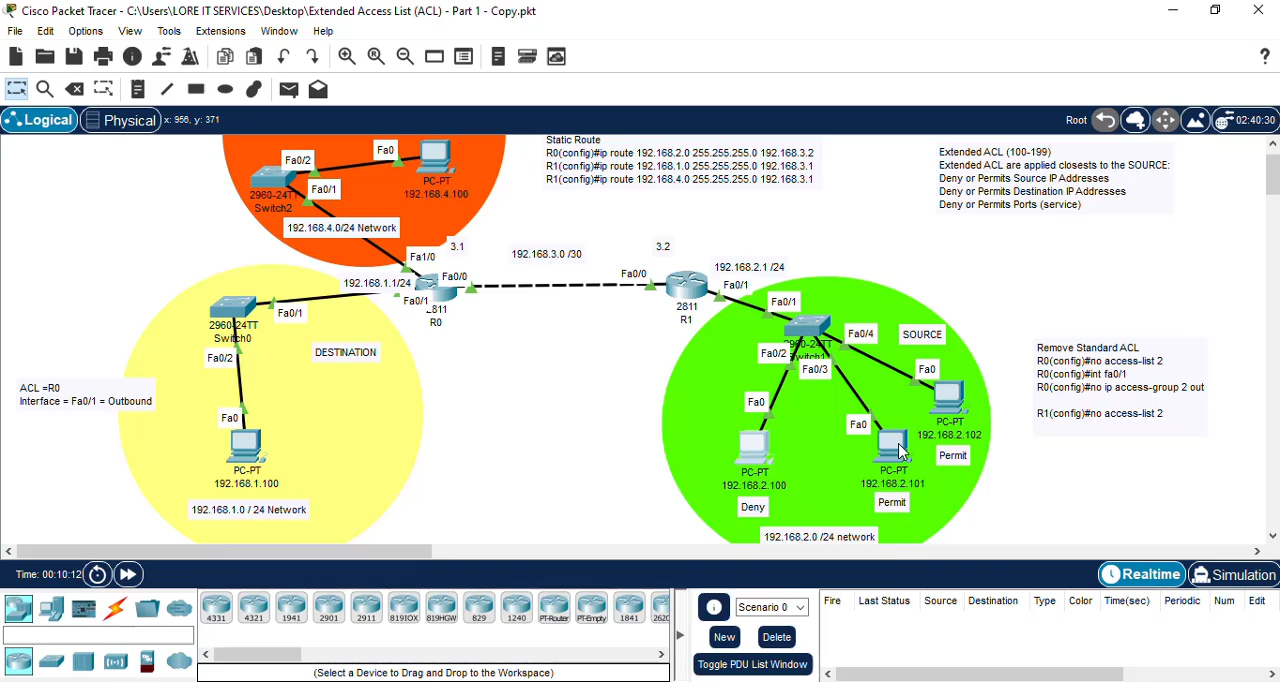 Cisco Packet Tracer - C:\Users\LORE IT SERVICES\Desktop\Extended Access List (ACL) - Part 1 - Copy.pkt
File Edit Options View Tools Extensions Window Help
?
Logical Physical x: 966, y: 371 Root 02:40:30
Static Route
R0(config)#ip route 192.168.2.0 255.255.255.0 192.168.3.2
R1(config)#ip route 192.168.1.0 255.255.255.0 192.168.3.1
R1(config)#ip route 192.168.4.0 255.255.255.0 192.168.3.1
Extended ACL (100-199)
Extended ACL are applied closests to the SOURCE:
Deny or Permits Source IP Addresses
Deny or Permits Destination IP Addresses
Deny or Permits Ports (service)
Fa0/2
Fa0
2960-24TT
Switch2
Fa0/1
PC-PT
192.168.4.100
192.168.4.0/24 Network
Fa1/0
3.1
192.168.3.0 /30
3.2
192.168.1.1/24
Fa0/0
Fa0/1
2811
R0
Fa0/0
192.168.2.1 /24
Fa0/1
2811
R1
2960-24TT
Switch0
Fa0/1
Fa0/2
DESTINATION
ACL =R0
Interface = Fa0/1 = Outbound
Fa0
PC-PT
192.168.1.100
192.168.1.0 / 24 Network
Fa0/1
2960-24TT
Switch1
Fa0/2
Fa0/3
Fa0/4
SOURCE
Fa0
Fa0
Fa0
PC-PT
192.168.2.102
Permit
PC-PT
192.168.2.100
Deny
PC-PT
192.168.2.101
Permit
192.168.2.0 /24 network
Remove Standard ACL
R0(config)#no access-list 2
R0(config)#int fa0/1
R0(config)#no ip access-group 2 out
R1(config)#no access-list 2
Time: 00:10:12 Realtime Simulation
4331 4321 1941 2901 2911 819IOX 819HGW 829 1240 PT-Router PT-Empty 1841 2620
(Select a Device to Drag and Drop to the Workspace)
Scenario 0
New Delete
Toggle PDU List Window
Fire Last Status Source Destination Type Color Time(sec) Periodic Num Edit